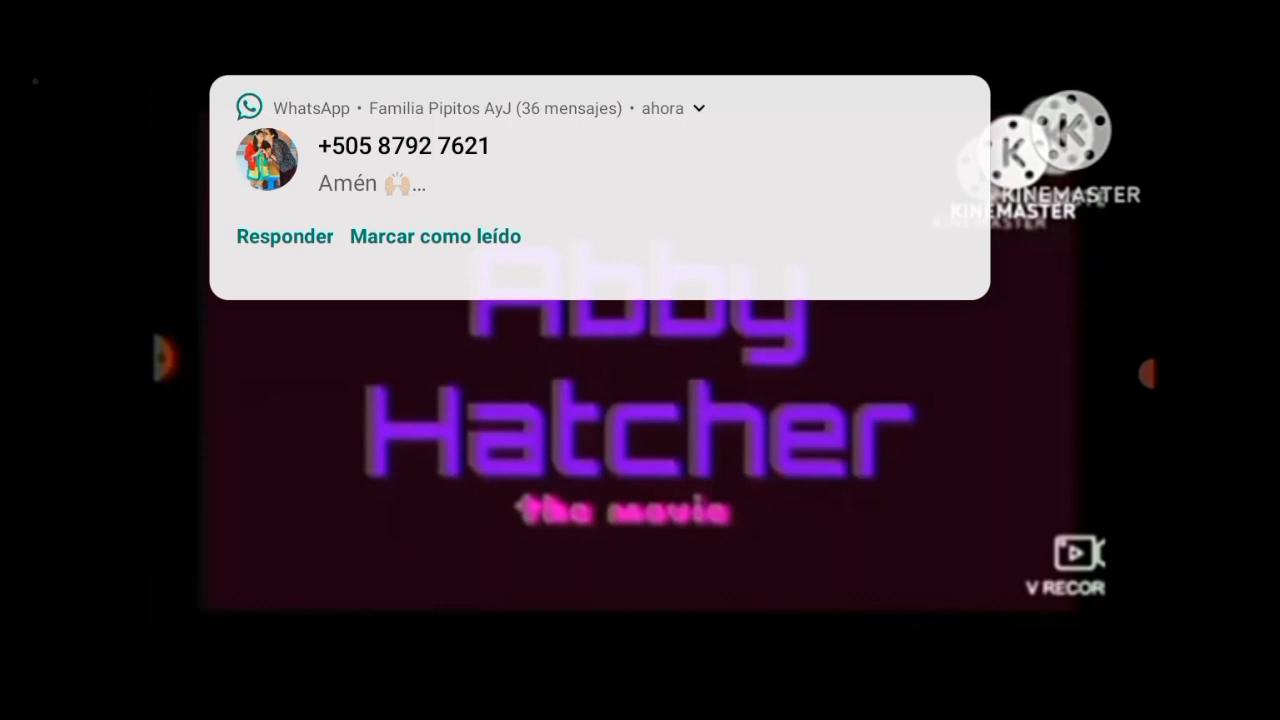 WhatsApp • Familia Pipitos AyJ (36 mensajes) • ahora
+505 8792 7621
Amén 🙌🏼...
Responder Marcar como leído
KINEMASTER
KINEMASTER
KINEMASTER
Abby
Hatcher
the movie
V RECOR